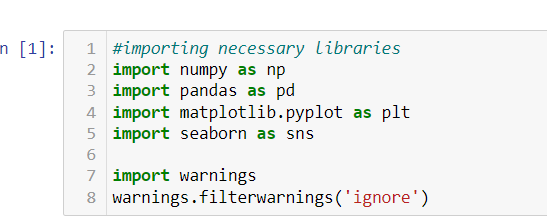 n [1]:
1 #importing necessary libraries
2 import numpy as np
3 import pandas as pd
4 import matplotlib.pyplot as plt
5 import seaborn as sns
6
7 import warnings
8 warnings.filterwarnings('ignore')